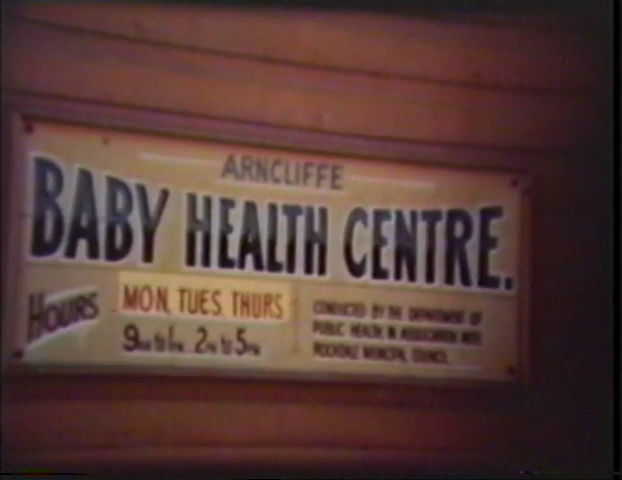 ARNCLIFFE
BABY HEALTH CENTRE.
HOURS
MON, TUES, THURS
9AM to 1PM. 2PM to 5PM
CONDUCTED BY THE DEPARTMENT OF
PUBLIC HEALTH IN ASSOCIATION WITH
ROCKDALE MUNICIPAL COUNCIL